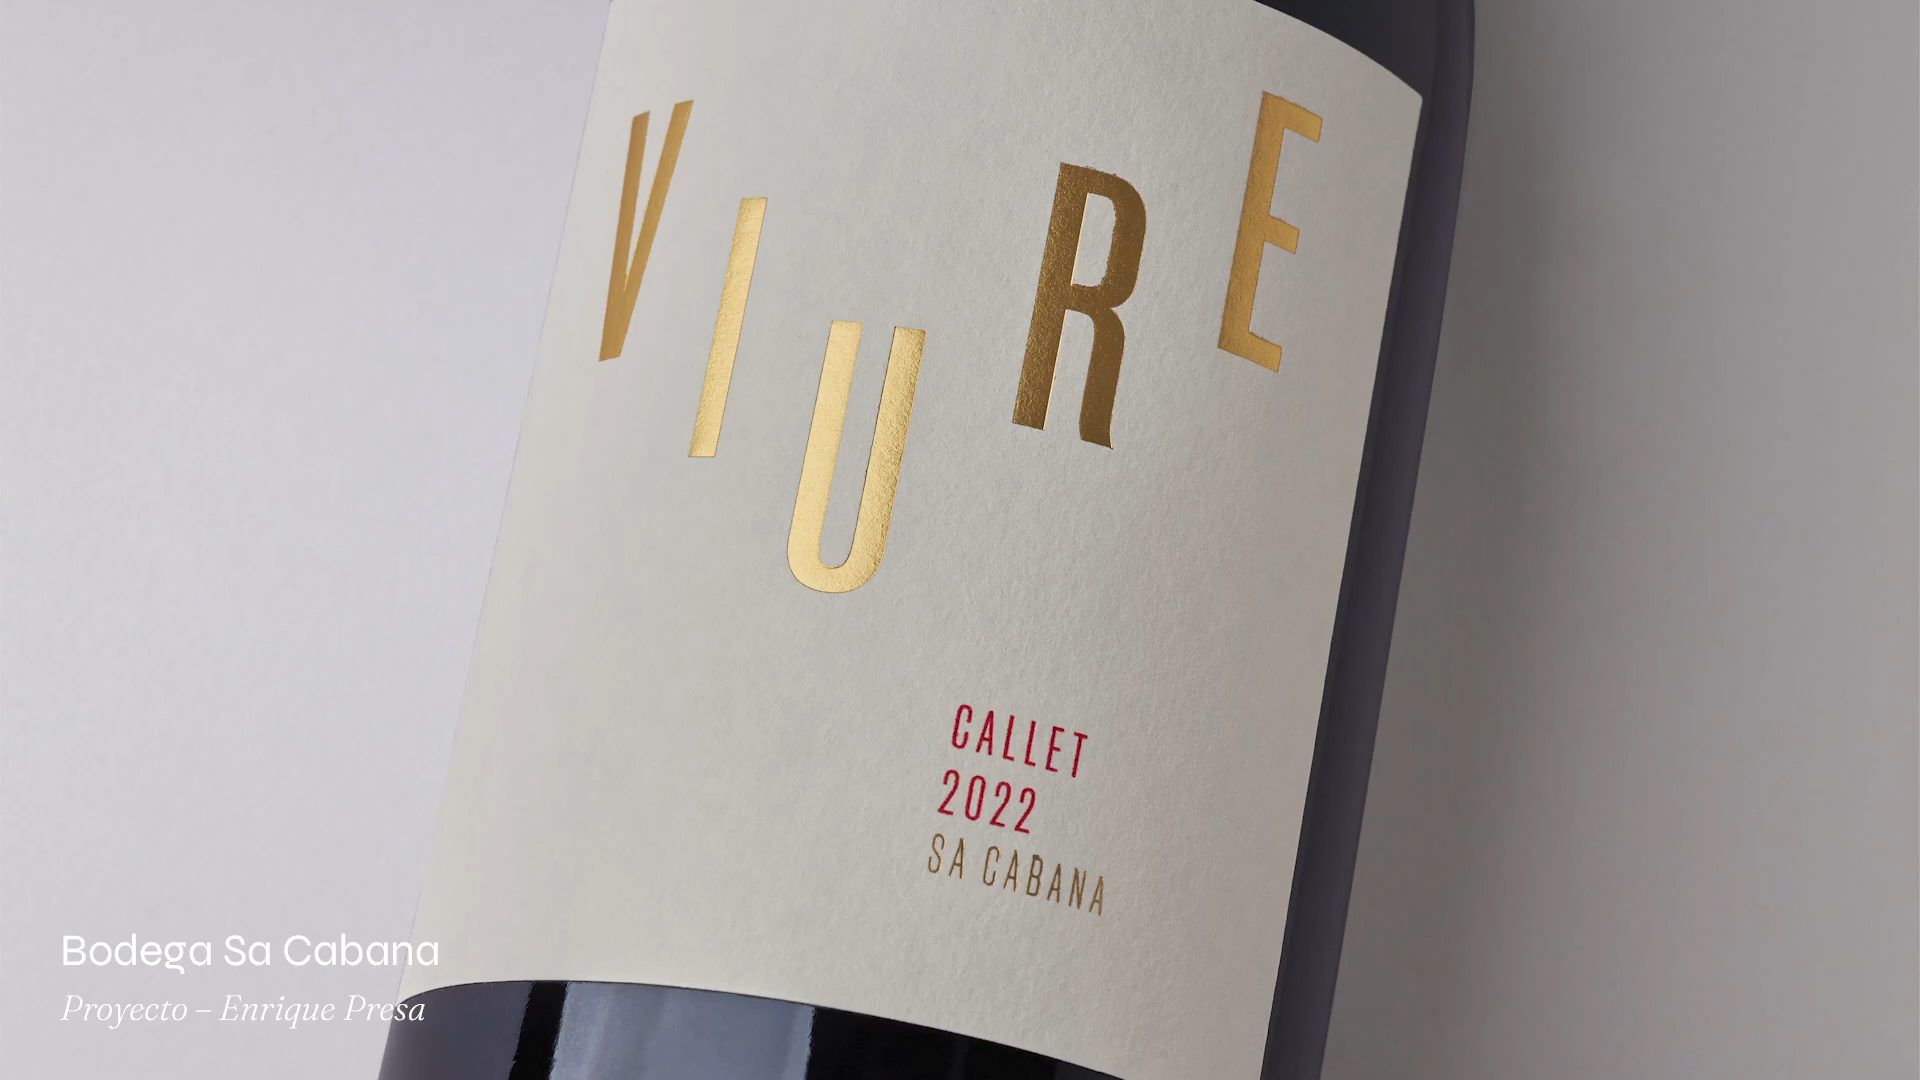 VIURE
CALLET
2022
SA CABANA
Bodega Sa Cabana
Proyecto – Enrique Presa